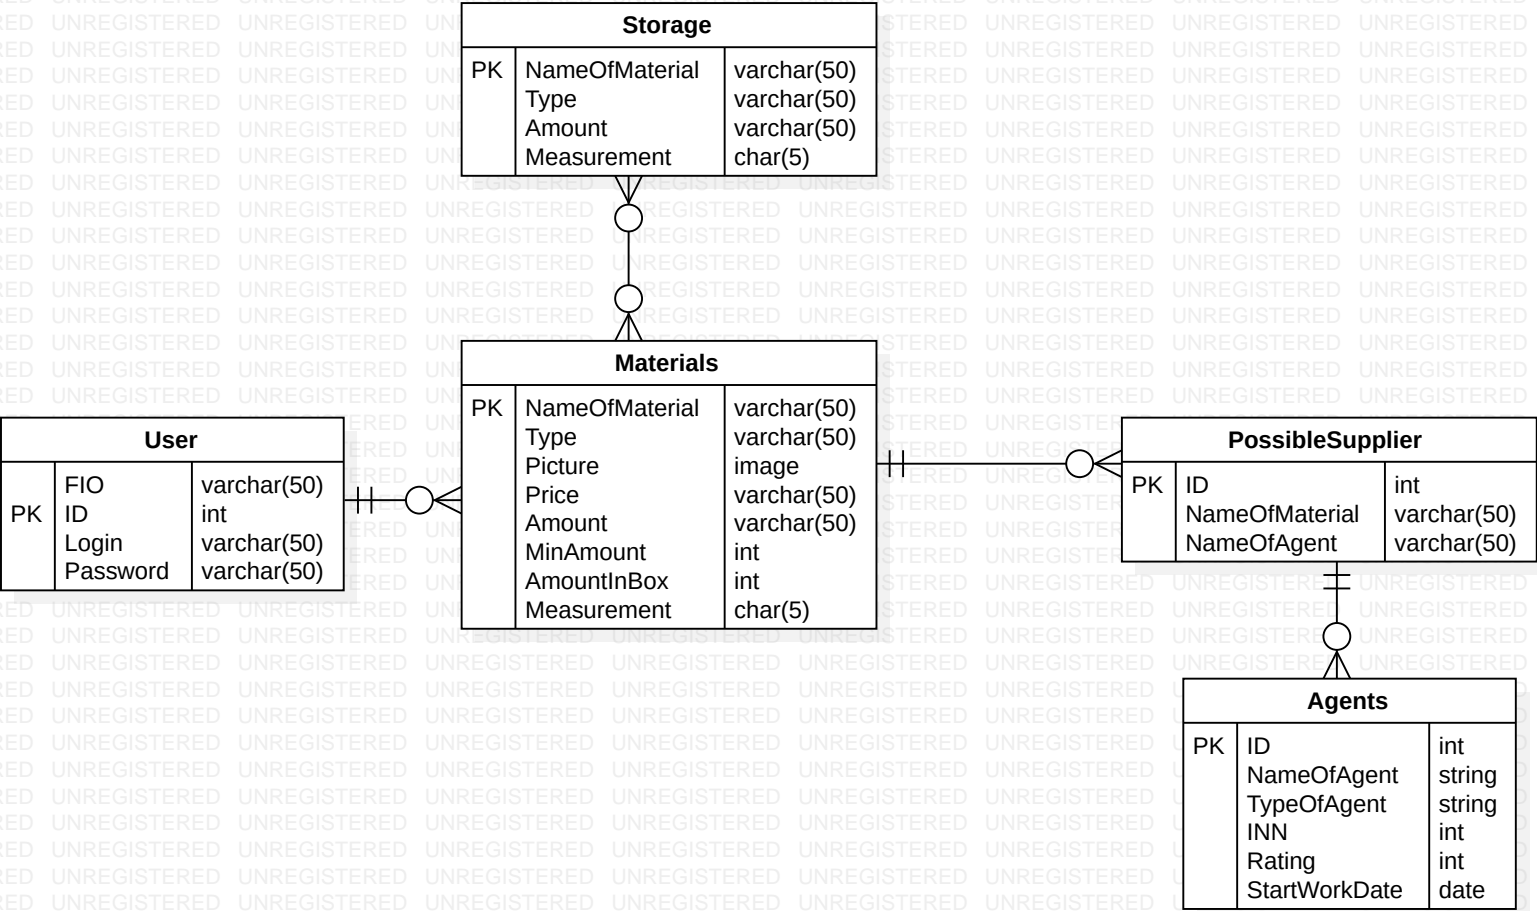 Storage
PK NameOfMaterial varchar(50)
Type varchar(50)
Amount varchar(50)
Measurement char(5)
Materials
PK NameOfMaterial varchar(50)
Type varchar(50)
Picture image
Price varchar(50)
Amount varchar(50)
MinAmount int
AmountInBox int
Measurement char(5)
User
FIO varchar(50)
PK ID int
Login varchar(50)
Password varchar(50)
PossibleSupplier
PK ID int
NameOfMaterial varchar(50)
NameOfAgent varchar(50)
Agents
PK ID int
NameOfAgent string
TypeOfAgent string
INN int
Rating int
StartWorkDate date
UNREGISTERED